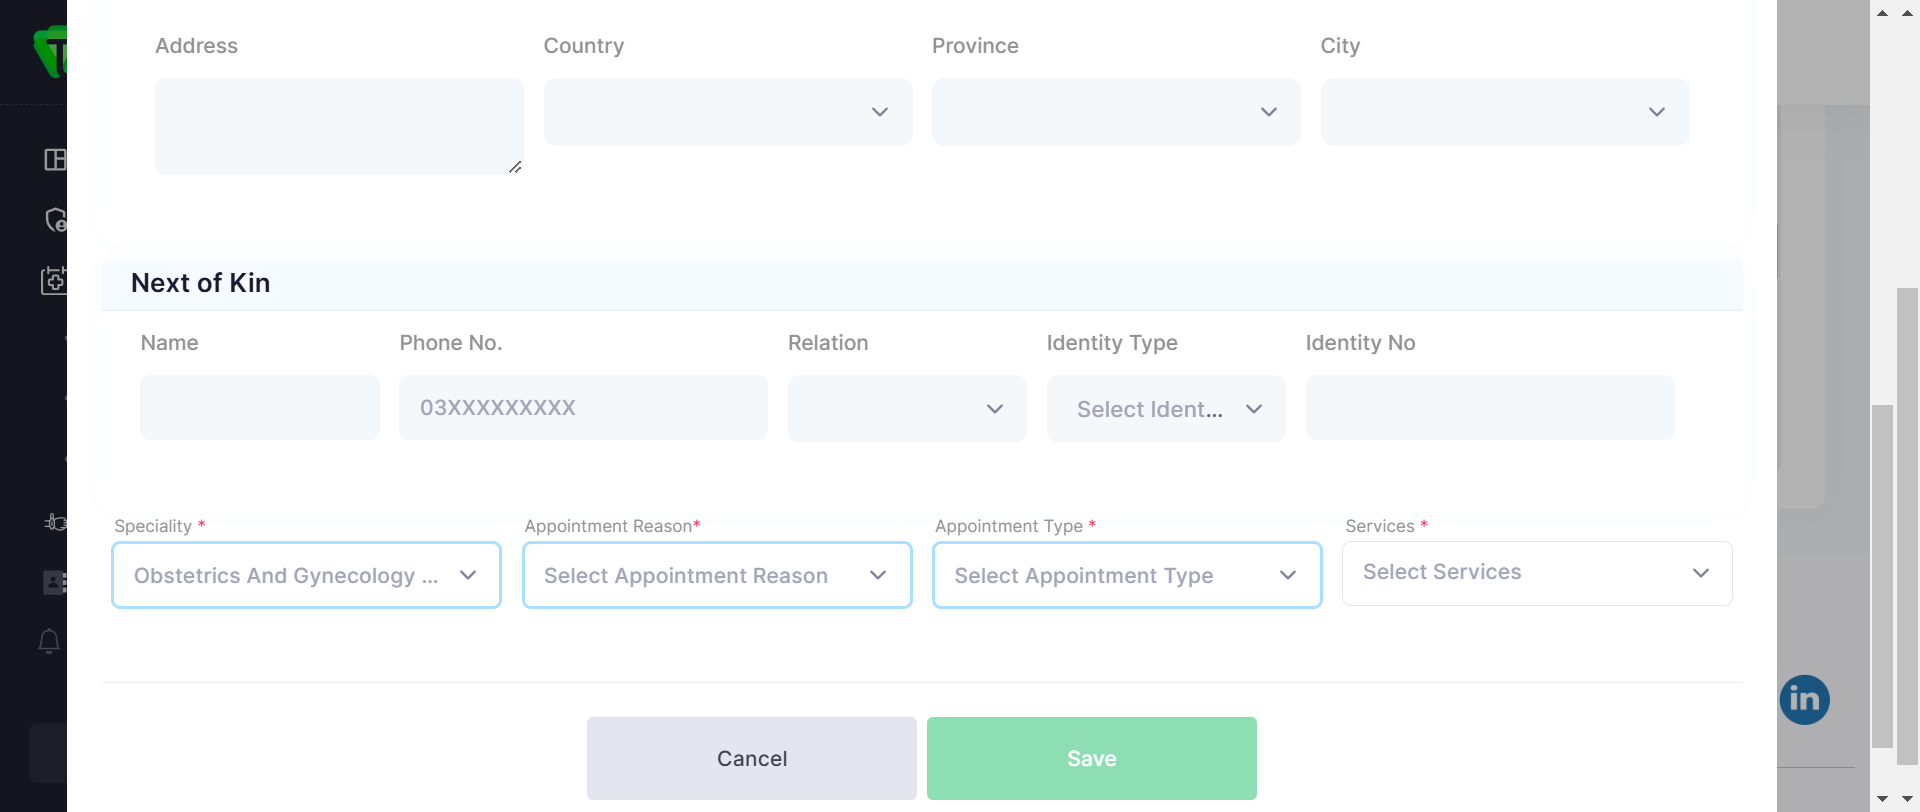 Address Country Province City
Next of Kin
Name Phone No. Relation Identity Type Identity No
03XXXXXXXXX Select Ident...
Speciality * Appointment Reason* Appointment Type * Services *
Obstetrics And Gynecology ... Select Appointment Reason Select Appointment Type Select Services
in
Cancel Save